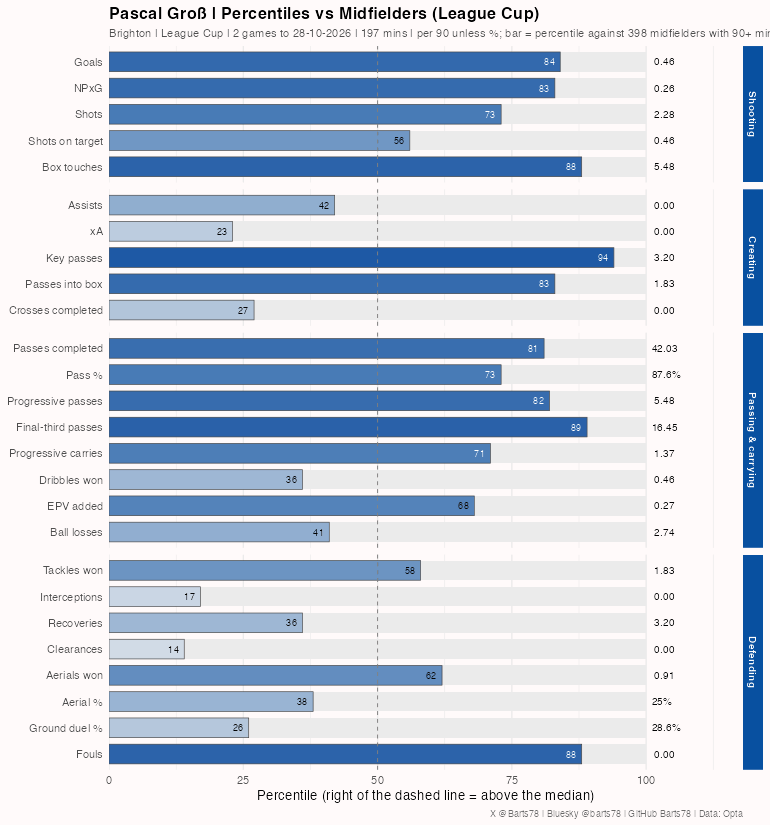 Pascal Groß | Percentiles vs Midfielders (League Cup)
Brighton | League Cup | 2 games to 28-10-2026 | 197 mins | per 90 unless %; bar = percentile against 398 midfielders with 90+ min
Goals 84 0.46
NPxG 83 0.26
Shots 73 2.28
Shots on target 56 0.46
Box touches 88 5.48
Shooting
Assists 42 0.00
xA 23 0.00
Key passes 94 3.20
Passes into box 83 1.83
Crosses completed 27 0.00
Creating
Passes completed 81 42.03
Pass % 73 87.6%
Progressive passes 82 5.48
Final-third passes 89 16.45
Progressive carries 71 1.37
Dribbles won 36 0.46
EPV added 68 0.27
Ball losses 41 2.74
Passing & carrying
Tackles won 58 1.83
Interceptions 17 0.00
Recoveries 36 3.20
Clearances 14 0.00
Aerials won 62 0.91
Aerial % 38 25%
Ground duel % 26 28.6%
Fouls 88 0.00
Defending
0 25 50 75 100
Percentile (right of the dashed line = above the median)
X @Barts78 | Bluesky @barts78 | GitHub Barts78 | Data: Opta